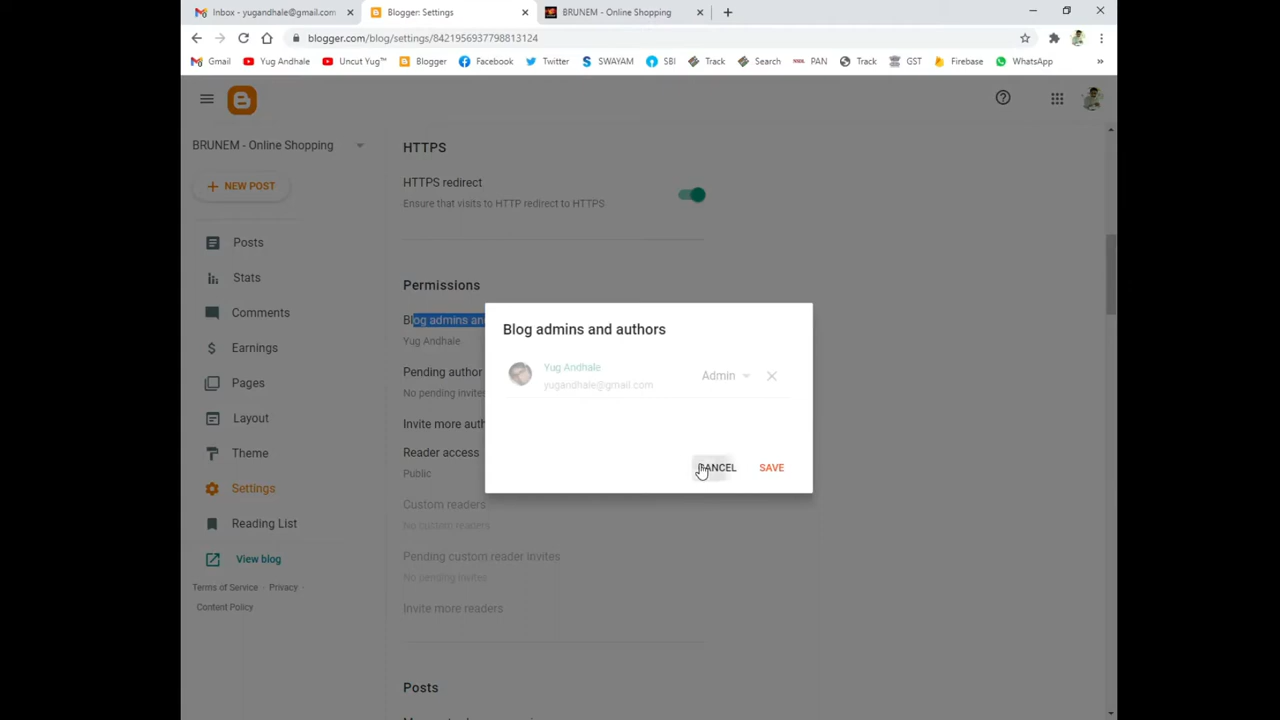 Inbox - yugandhale@gmail.com
Blogger: Settings
BRUNEM - Online Shopping
blogger.com/blog/settings/8421956937798813124
Gmail
Yug Andhale
Uncut Yug™
Blogger
Facebook
Twitter
SWAYAM
SBI
Track
Search
PAN
Track
GST
Firebase
WhatsApp
»
BRUNEM - Online Shopping
NEW POST
Posts
Stats
Comments
Earnings
Pages
Layout
Theme
Settings
Reading List
View blog
Terms of Service · Privacy ·
Content Policy
HTTPS
HTTPS redirect
Ensure that visits to HTTP redirect to HTTPS
Permissions
Blog admins and
Yug Andhale
Pending author
No pending invites
Invite more auth
Reader access
Public
Custom readers
No custom readers
Pending custom reader invites
No pending invites
Invite more readers
Posts
Blog admins and authors
Yug Andhale
yugandhale@gmail.com
Admin
CANCEL
SAVE